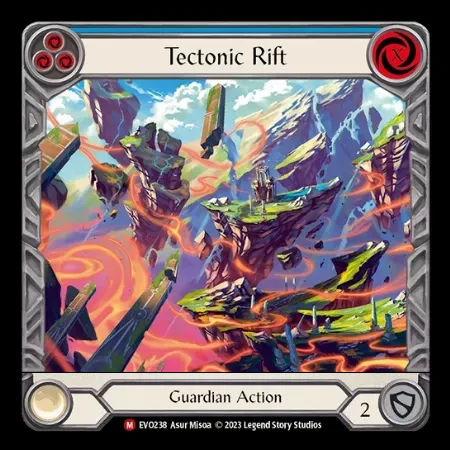 Tectonic Rift
X
Guardian Action
2
M EVO238 Asur Misoa © 2023 Legend Story Studios